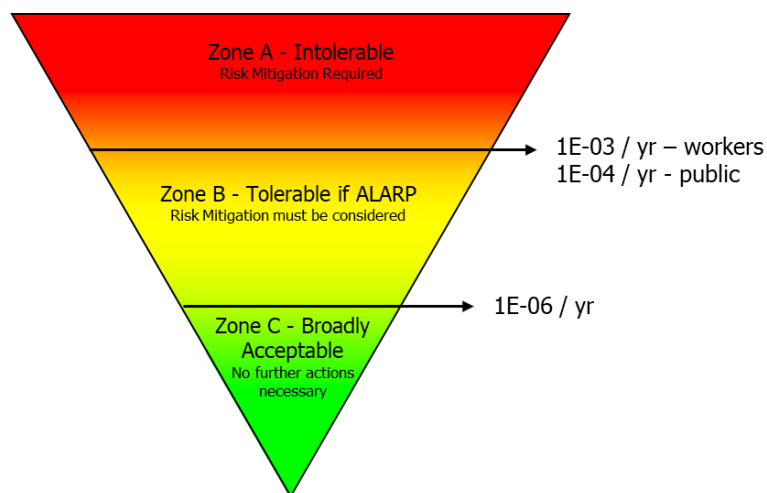 Zone A - Intolerable
Risk Mitigation Required
1E-03 / yr – workers
1E-04 / yr - public
Zone B - Tolerable if ALARP
Risk Mitigation must be considered
1E-06 / yr
Zone C - Broadly
Acceptable
No further actions
necessary